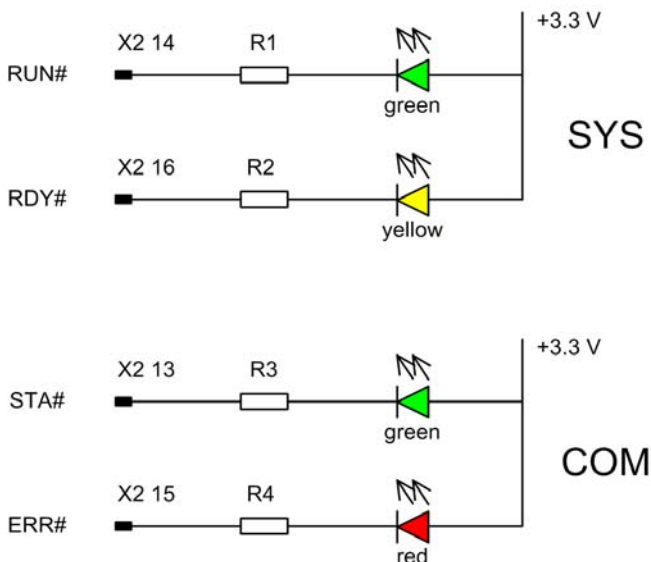 +3.3 V
X2 14
R1
RUN#
green
SYS
X2 16
R2
RDY#
yellow
+3.3 V
X2 13
R3
STA#
green
COM
X2 15
R4
ERR#
red